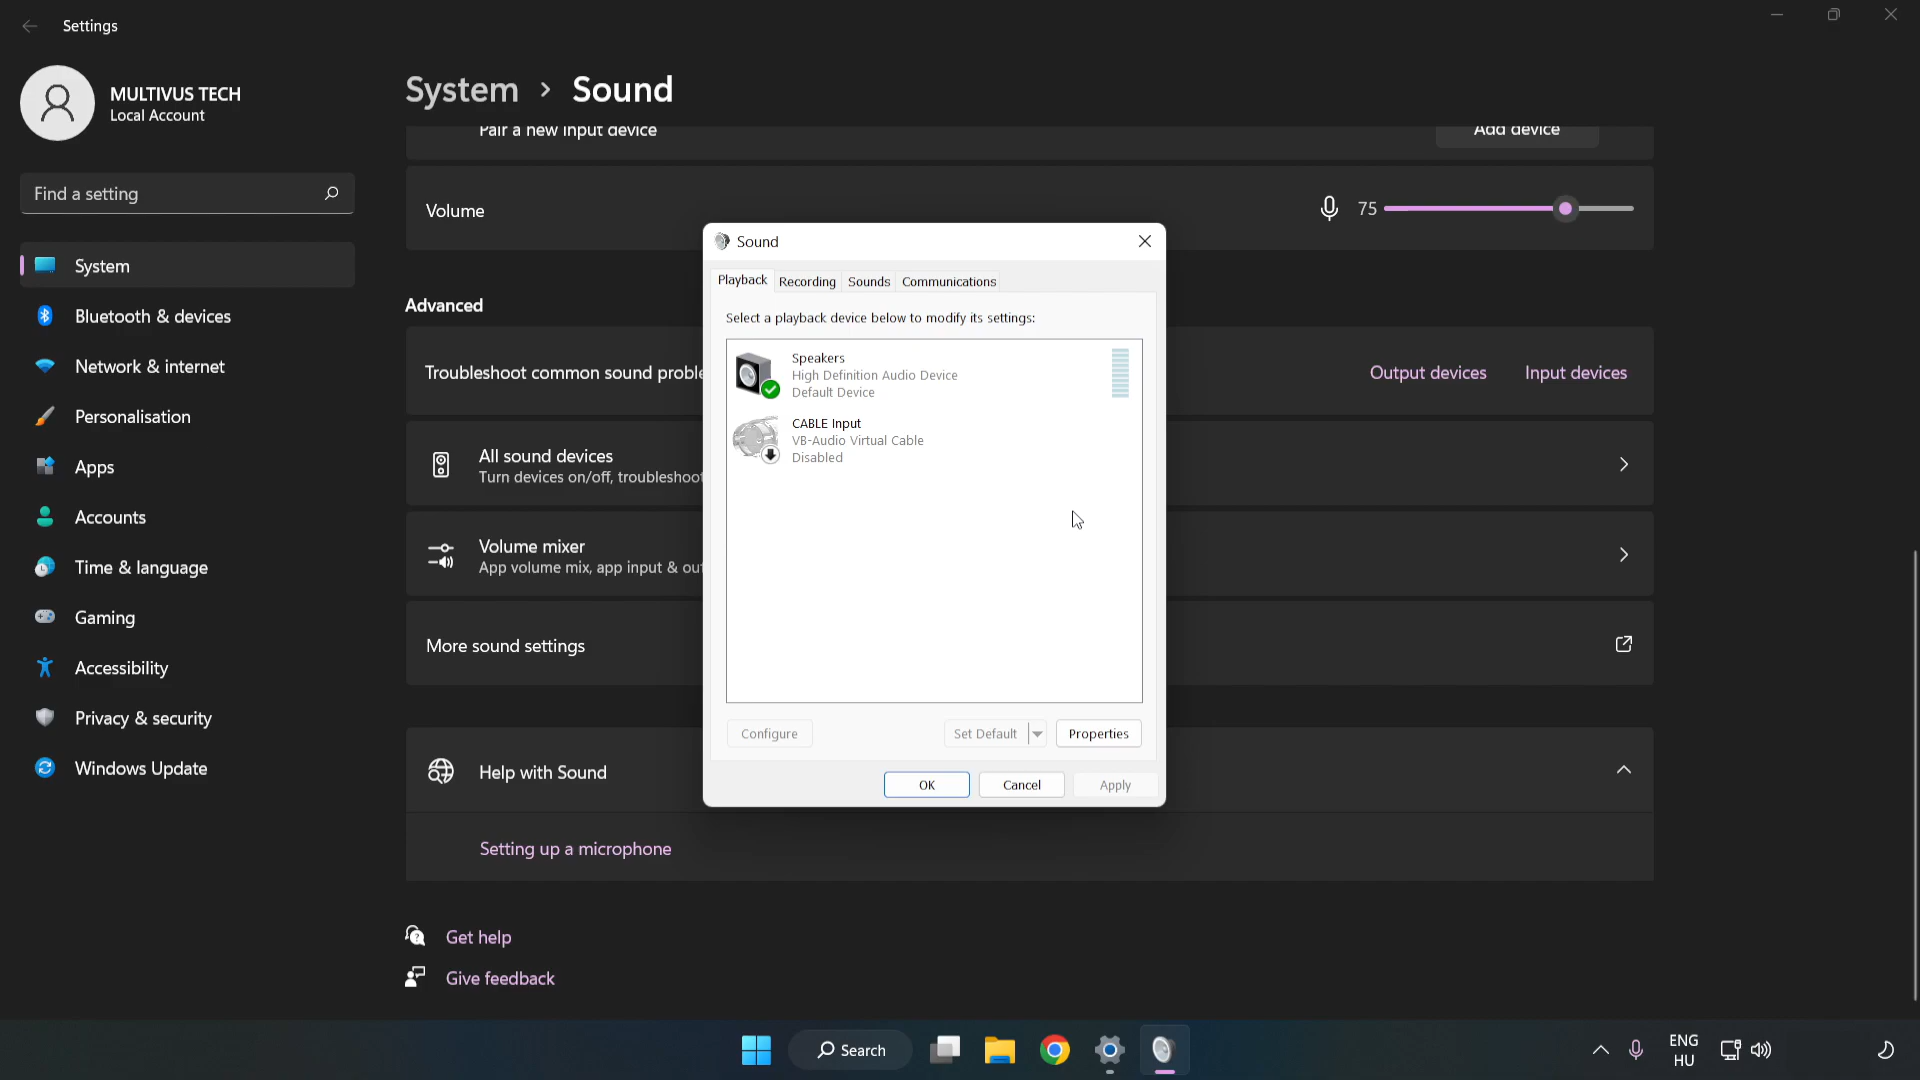 Settings
MULTIVUS TECH
Local Account
Find a setting
System
Bluetooth & devices
Network & internet
Personalisation
Apps
Accounts
Time & language
Gaming
Accessibility
Privacy & security
Windows Update
System › Sound
Pair a new input device
Add device
Volume
75
Advanced
Troubleshoot common sound proble
Output devices
Input devices
All sound devices
Turn devices on/off, troubleshoot
Volume mixer
App volume mix, app input & ou
More sound settings
Help with Sound
Setting up a microphone
Get help
Give feedback
Sound
Playback
Recording
Sounds
Communications
Select a playback device below to modify its settings:
Speakers
High Definition Audio Device
Default Device
CABLE Input
VB-Audio Virtual Cable
Disabled
Configure
Set Default
Properties
OK
Cancel
Apply
Search
ENG
HU